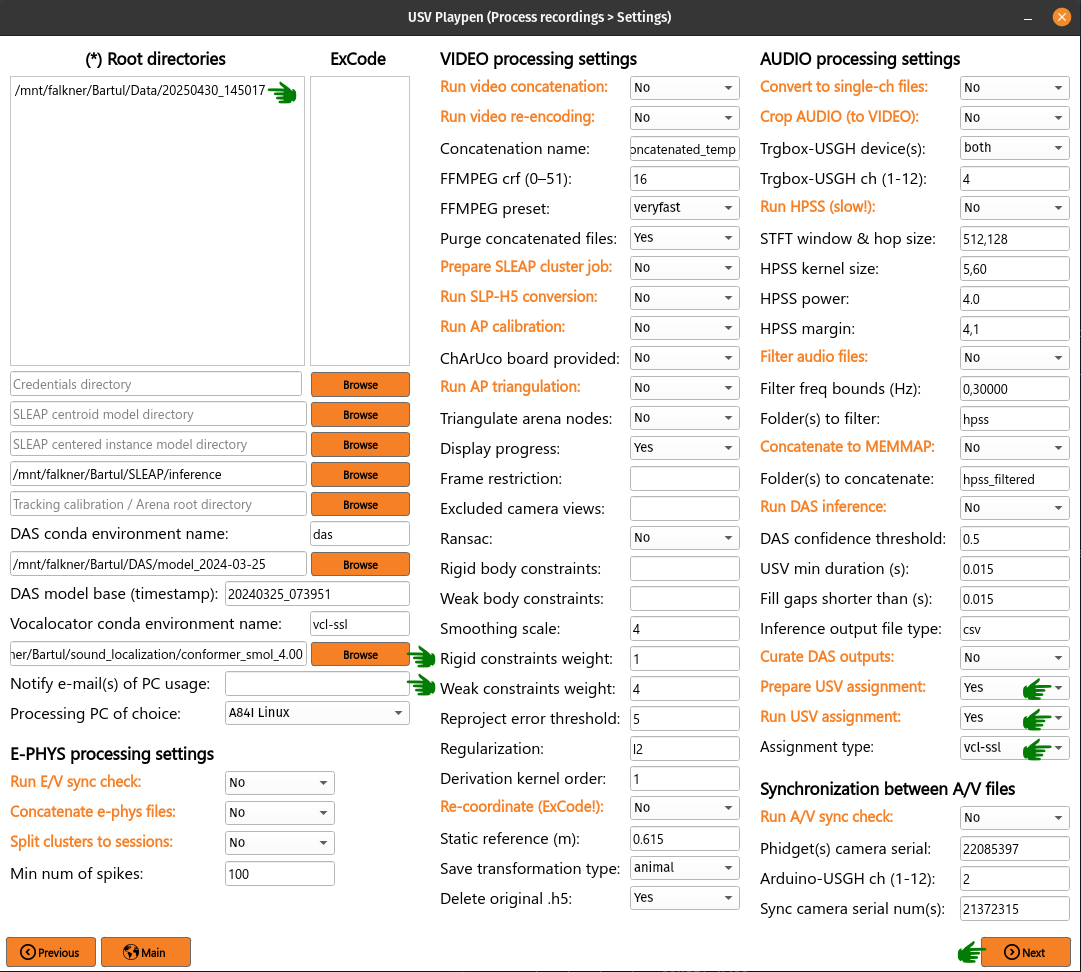 USV Playpen (Process recordings > Settings)
(*) Root directories
ExCode
/mnt/falkner/Bartul/Data/20250430_145017
Credentials directory
Browse
SLEAP centroid model directory
Browse
SLEAP centered instance model directory
Browse
/mnt/falkner/Bartul/SLEAP/inference
Browse
Tracking calibration / Arena root directory
Browse
DAS conda environment name:
das
/mnt/falkner/Bartul/DAS/model_2024-03-25
Browse
DAS model base (timestamp):
20240325_073951
Vocalocator conda environment name:
vcl-ssl
ner/Bartul/sound_localization/conformer_smol_4.00
Browse
Notify e-mail(s) of PC usage:
Processing PC of choice:
A84I Linux
E-PHYS processing settings
Run E/V sync check:
No
Concatenate e-phys files:
No
Split clusters to sessions:
No
Min num of spikes:
100
VIDEO processing settings
Run video concatenation:
No
Run video re-encoding:
No
Concatenation name:
oncatenated_temp
FFMPEG crf (0–51):
16
FFMPEG preset:
veryfast
Purge concatenated files:
Yes
Prepare SLEAP cluster job:
No
Run SLP-H5 conversion:
No
Run AP calibration:
No
ChArUco board provided:
No
Run AP triangulation:
No
Triangulate arena nodes:
No
Display progress:
Yes
Frame restriction:
Excluded camera views:
Ransac:
No
Rigid body constraints:
Weak body constraints:
Smoothing scale:
4
Rigid constraints weight:
1
Weak constraints weight:
4
Reproject error threshold:
5
Regularization:
l2
Derivation kernel order:
1
Re-coordinate (ExCode!):
No
Static reference (m):
0.615
Save transformation type:
animal
Delete original .h5:
Yes
AUDIO processing settings
Convert to single-ch files:
No
Crop AUDIO (to VIDEO):
No
Trgbox-USGH device(s):
both
Trgbox-USGH ch (1-12):
4
Run HPSS (slow!):
No
STFT window & hop size:
512,128
HPSS kernel size:
5,60
HPSS power:
4.0
HPSS margin:
4,1
Filter audio files:
No
Filter freq bounds (Hz):
0,30000
Folder(s) to filter:
hpss
Concatenate to MEMMAP:
No
Folder(s) to concatenate:
hpss_filtered
Run DAS inference:
No
DAS confidence threshold:
0.5
USV min duration (s):
0.015
Fill gaps shorter than (s):
0.015
Inference output file type:
csv
Curate DAS outputs:
No
Prepare USV assignment:
Yes
Run USV assignment:
Yes
Assignment type:
vcl-ssl
Synchronization between A/V files
Run A/V sync check:
No
Phidget(s) camera serial:
22085397
Arduino-USGH ch (1-12):
2
Sync camera serial num(s):
21372315
Previous
Main
Next